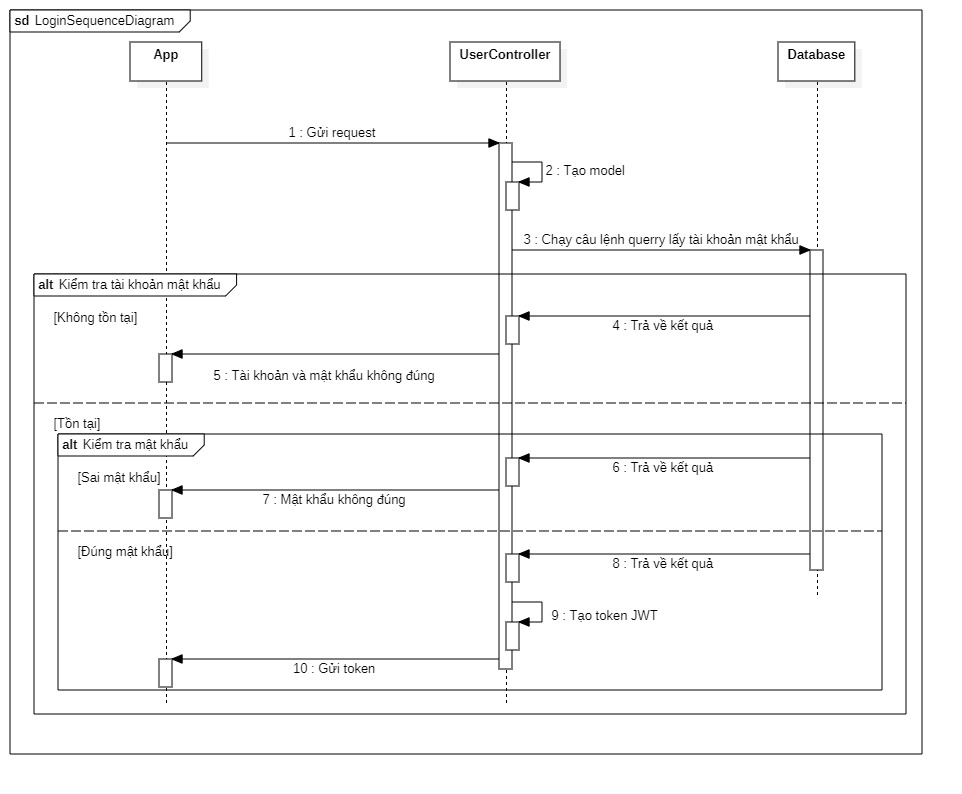 sd LoginSequenceDiagram
App
UserController
Database
1 : Gửi request
2 : Tạo model
3 : Chạy câu lệnh querry lấy tài khoản mật khẩu
alt Kiểm tra tài khoản mật khẩu
[Không tồn tại]
4 : Trả về kết quả
5 : Tài khoản và mật khẩu không đúng
[Tồn tại]
alt Kiểm tra mật khẩu
6 : Trả về kết quả
[Sai mật khẩu]
7 : Mật khẩu không đúng
[Đúng mật khẩu]
8 : Trả về kết quả
9 : Tạo token JWT
10 : Gửi token